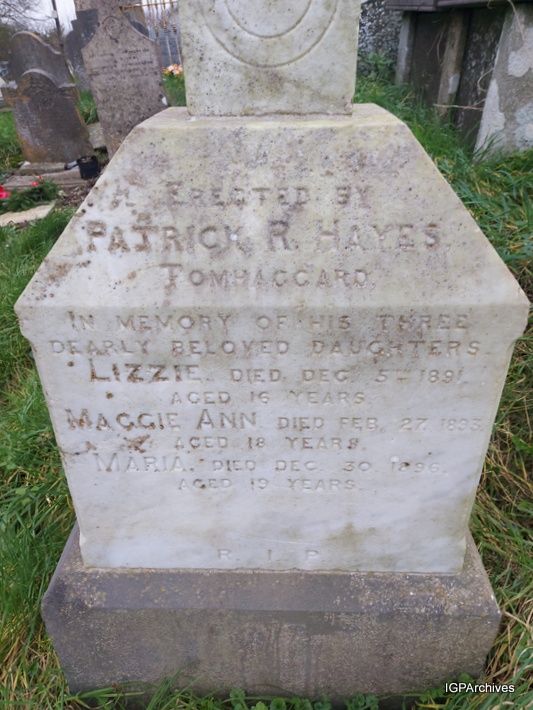 ERECTED BY
PATRICK R. HAYES
TOMHAGGARD,
IN MEMORY OF HIS THREE
DEARLY BELOVED DAUGHTERS
LIZZIE. DIED DEC. 5TH 1891.
AGED 16 YEARS.
MAGGIE ANN. DIED FEB. 27. 1893.
AGED 18 YEARS.
MARIA. DIED DEC. 30. 1896.
AGED 19 YEARS.
R. I. P.
IGPArchives